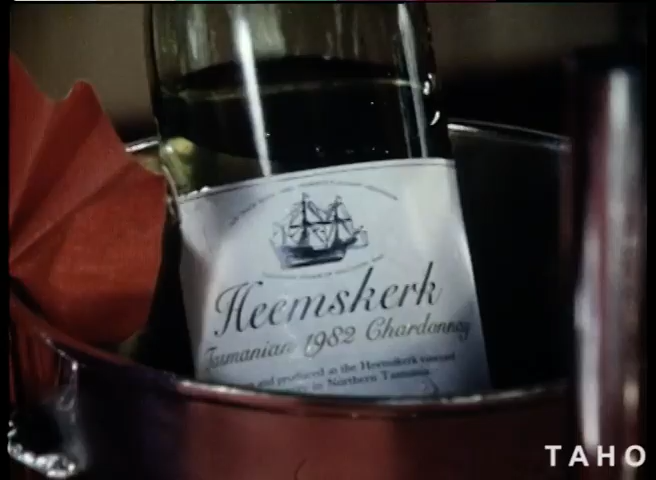 Heemskerk
Tasmanian 1982 Chardonnay
and produced at the Heemskerk vineyard
in Northern Tasmania
TAHO